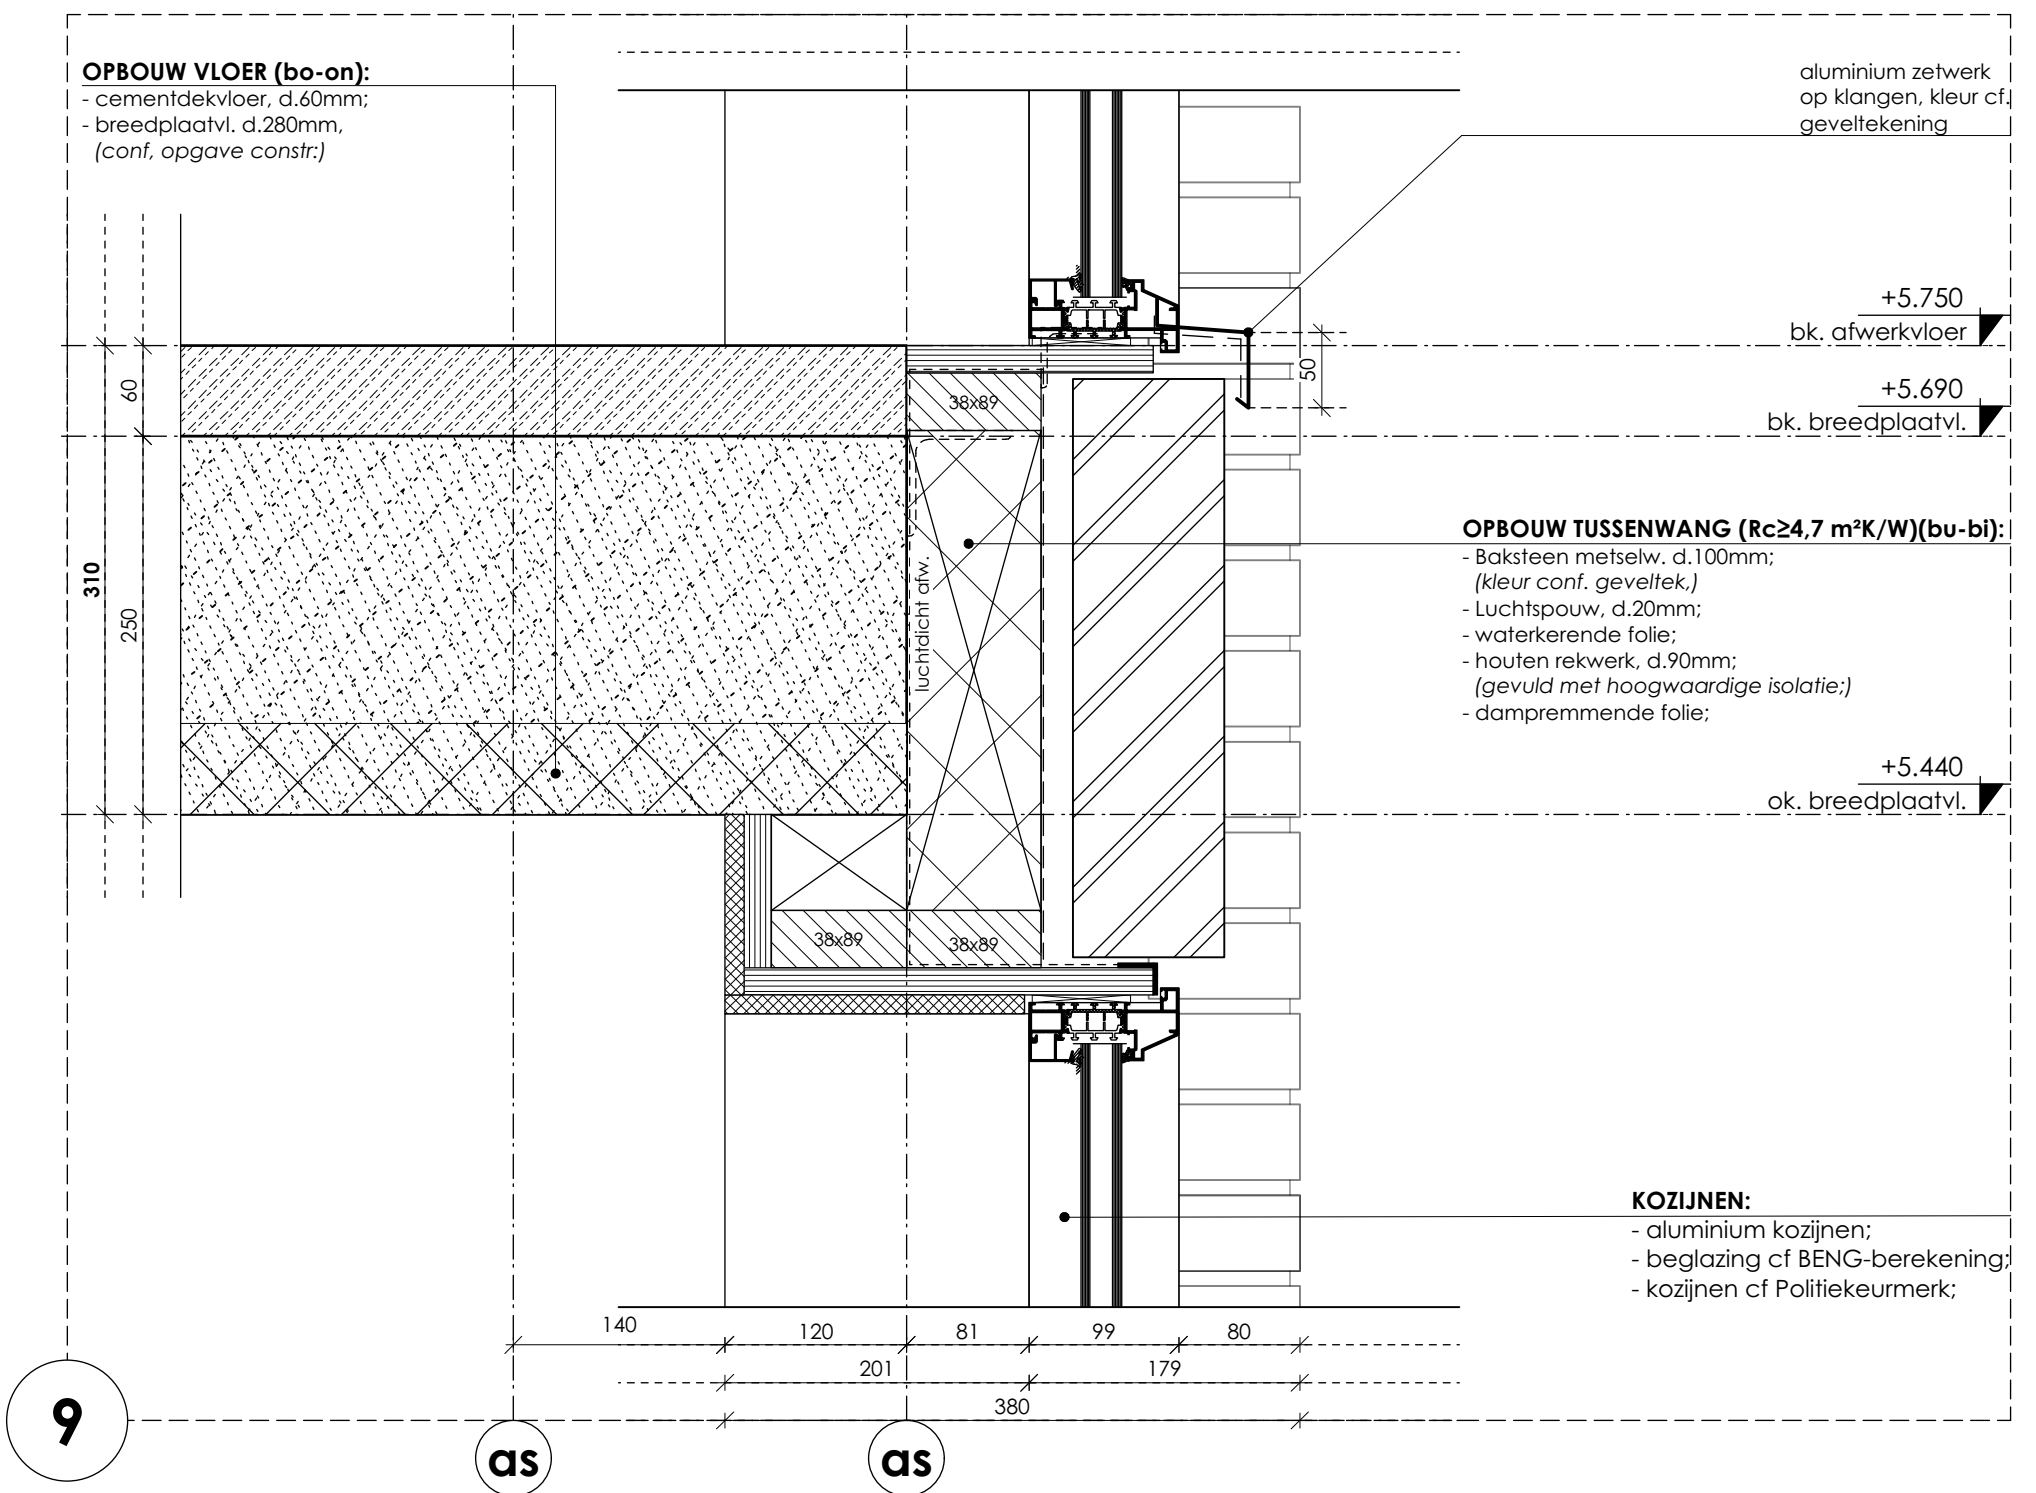 OPBOUW VLOER (bo-on):
- cementdekvloer, d.60mm;
- breedplaatvl. d.280mm,
(conf, opgave constr:)
aluminium zetwerk
op klangen, kleur cf.
geveltekening
+5.750
bk. afwerkvloer
+5.690
bk. breedplaatvl.
50
60
310
250
38x89
luchtdicht afw.
OPBOUW TUSSENWANG (Rc≥4,7 m²K/W)(bu-bi):
- Baksteen metselw. d.100mm;
(kleur conf. geveltek,)
- Luchtspouw, d.20mm;
- waterkerende folie;
- houten rekwerk, d.90mm;
(gevuld met hoogwaardige isolatie;)
- dampremmende folie;
+5.440
ok. breedplaatvl.
38x89
38x89
KOZIJNEN:
- aluminium kozijnen;
- beglazing cf BENG-berekening;
- kozijnen cf Politiekeurmerk;
140
120
81
99
80
201
179
380
9
as
as